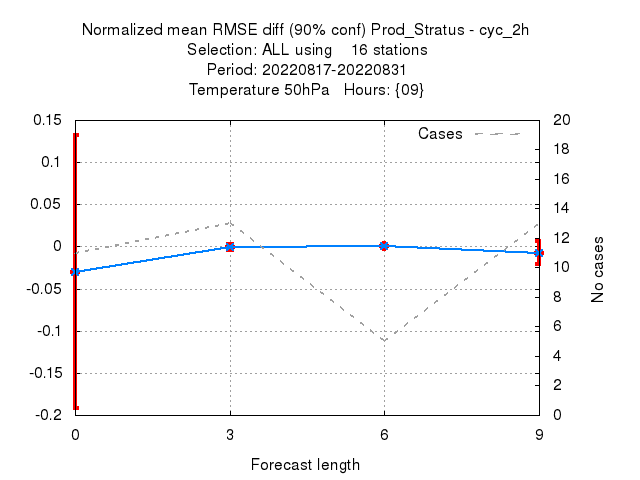 Normalized mean RMSE diff (90% conf) Prod_Stratus - cyc_2h
Selection: ALL using 16 stations
Period: 20220817-20220831
Temperature 50hPa Hours: {09}
Cases
0.15
0.1
0.05
0
-0.05
-0.1
-0.15
-0.2
20
18
16
14
12
10
8
6
4
2
0
No cases
0 3 6 9
Forecast length